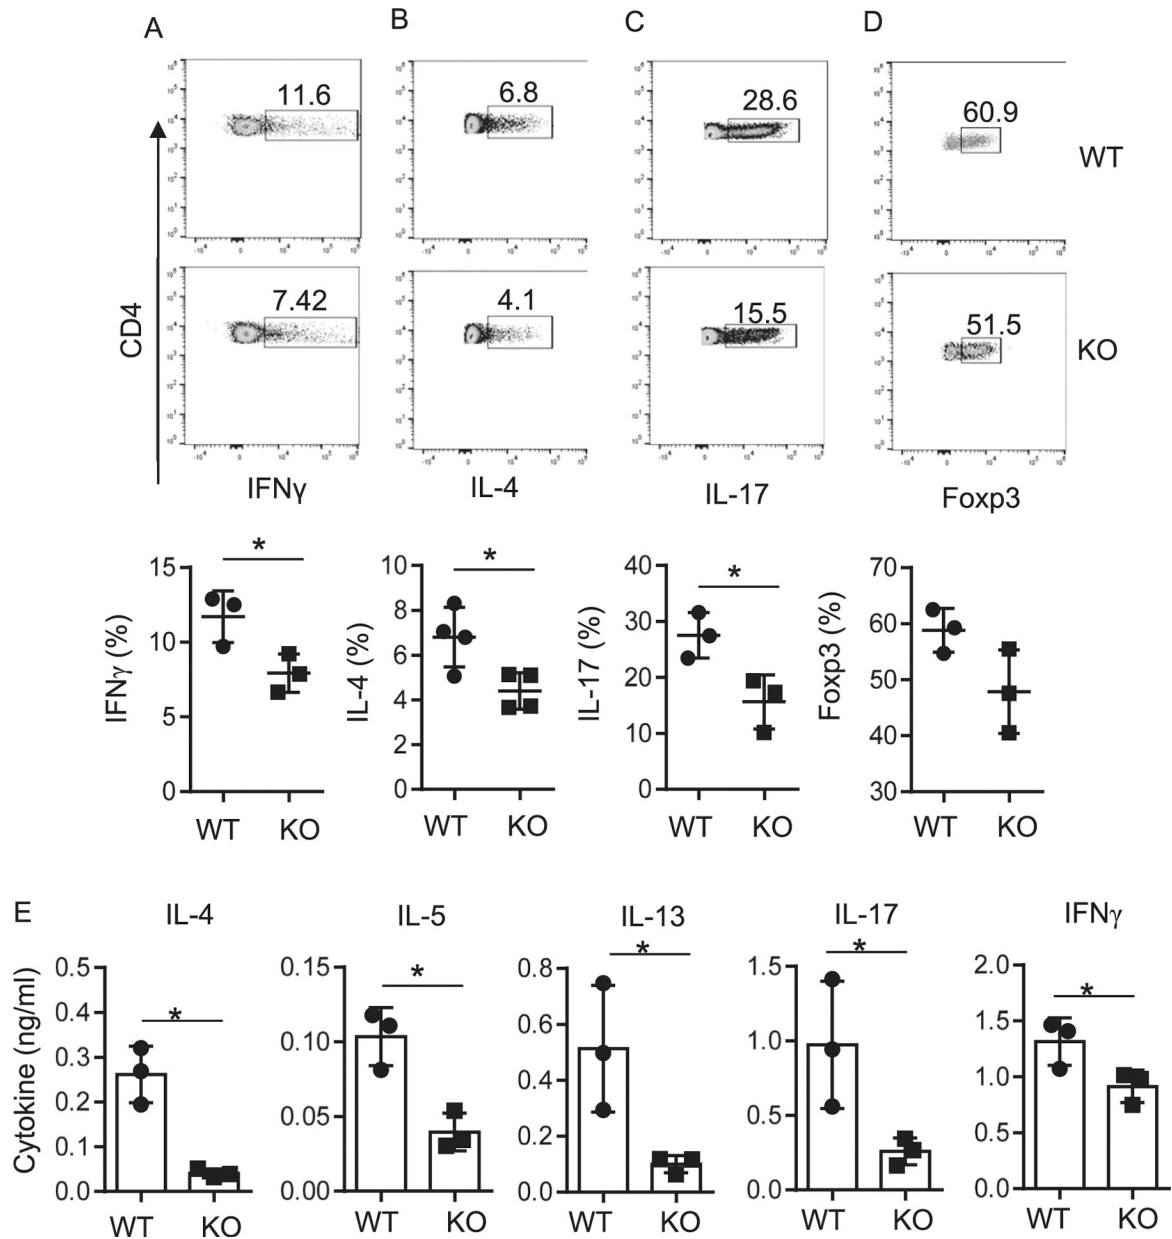 A B C D
11.6 6.8 28.6 60.9 WT
7.42 4.1 15.5 51.5 KO
CD4
IFNγ IL-4 IL-17 Foxp3
* * *
IFNγ (%)
15
10
5
0
WT KO
IL-4 (%)
10
8
6
4
2
0
WT KO
IL-17 (%)
40
30
20
10
0
WT KO
Foxp3 (%)
70
60
50
40
30
WT KO
E
Cytokine (ng/ml)
IL-4
*
0.5
0.4
0.3
0.2
0.1
0.0
WT KO
IL-5
*
0.15
0.10
0.05
0.00
WT KO
IL-13
*
0.8
0.6
0.4
0.2
0.0
WT KO
IL-17
*
1.5
1.0
0.5
0.0
WT KO
IFNγ
*
2.0
1.5
1.0
0.5
0.0
WT KO